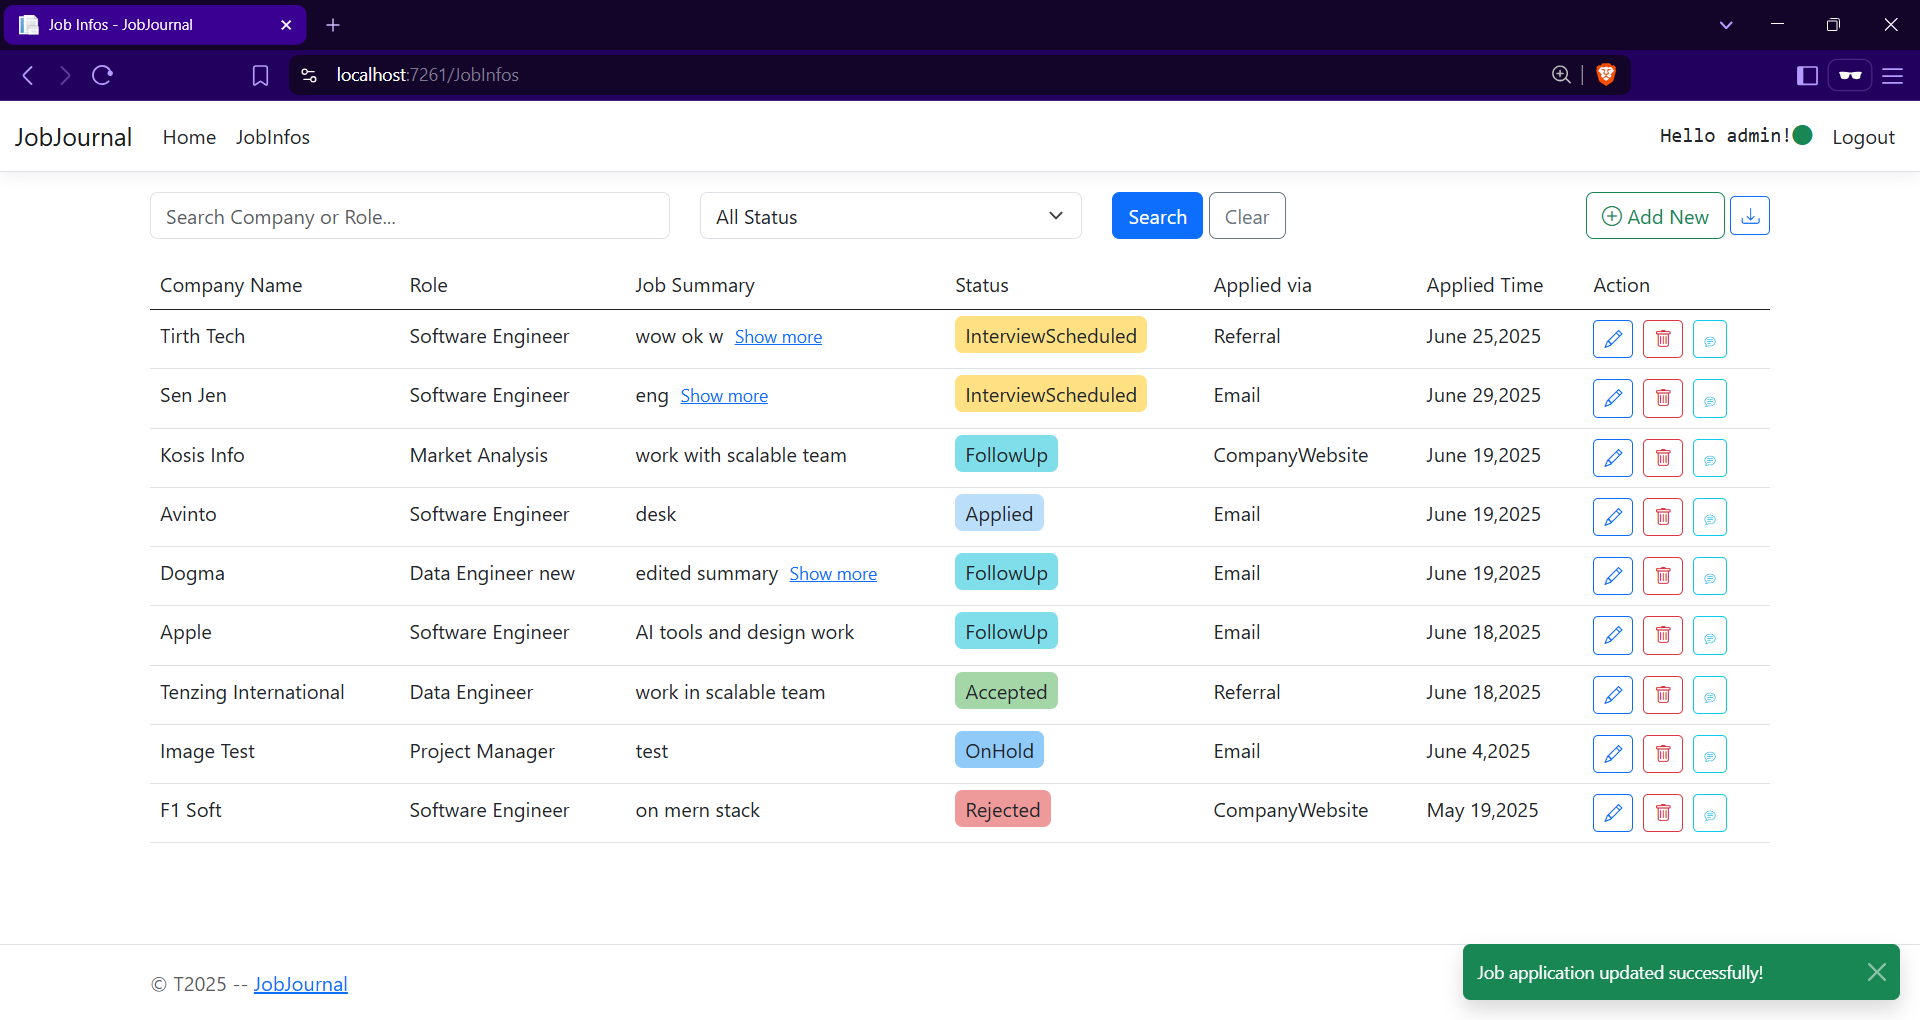 Job Infos - JobJournal
localhost:7261/JobInfos
JobJournal Home JobInfos Hello admin! Logout
Search Company or Role... All Status Search Clear Add New
Company Name Role Job Summary Status Applied via Applied Time Action
Tirth Tech Software Engineer wow ok w Show more InterviewScheduled Referral June 25,2025
Sen Jen Software Engineer eng Show more InterviewScheduled Email June 29,2025
Kosis Info Market Analysis work with scalable team FollowUp CompanyWebsite June 19,2025
Avinto Software Engineer desk Applied Email June 19,2025
Dogma Data Engineer new edited summary Show more FollowUp Email June 19,2025
Apple Software Engineer AI tools and design work FollowUp Email June 18,2025
Tenzing International Data Engineer work in scalable team Accepted Referral June 18,2025
Image Test Project Manager test OnHold Email June 4,2025
F1 Soft Software Engineer on mern stack Rejected CompanyWebsite May 19,2025
Job application updated successfully!
© T2025 -- JobJournal